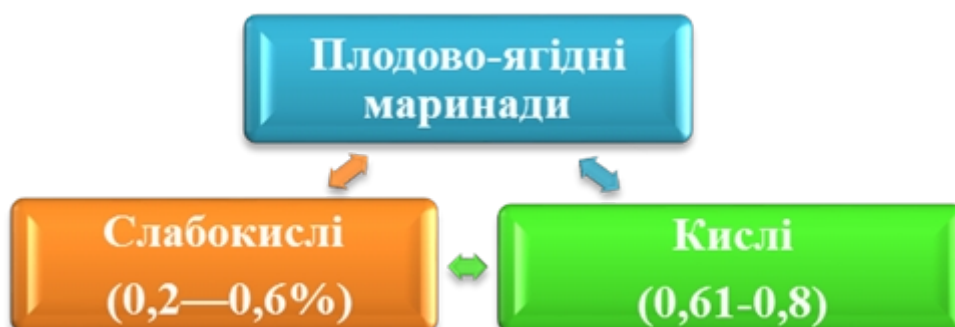 Плодово-ягідні
маринади
Слабокислі
(0,2—0,6%)
Кислі
(0,61-0,8)